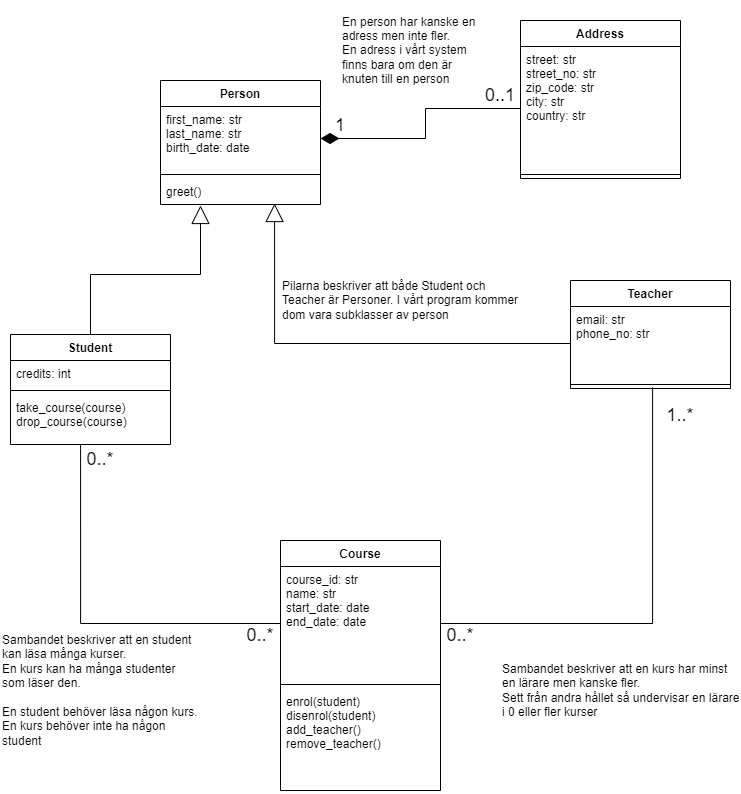 En person har kanske en
adress men inte fler.
En adress i vårt system
finns bara om den är
knuten till en person
Address
street: str
street_no: str
zip_code: str
city: str
country: str
0..1
1
Person
first_name: str
last_name: str
birth_date: date
greet()
Pilarna beskriver att både Student och
Teacher är Personer. I vårt program kommer
dom vara subklasser av person
Teacher
email: str
phone_no: str
1..*
Student
credits: int
take_course(course)
drop_course(course)
0..*
Course
course_id: str
name: str
start_date: date
end_date: date
enrol(student)
disenrol(student)
add_teacher()
remove_teacher()
0..*
0..*
Sambandet beskriver att en student
kan läsa många kurser.
En kurs kan ha många studenter
som läser den.
En student behöver läsa någon kurs.
En kurs behöver inte ha någon
student
Sambandet beskriver att en kurs har minst
en lärare men kanske fler.
Sett från andra hållet så undervisar en lärare
i 0 eller fler kurser